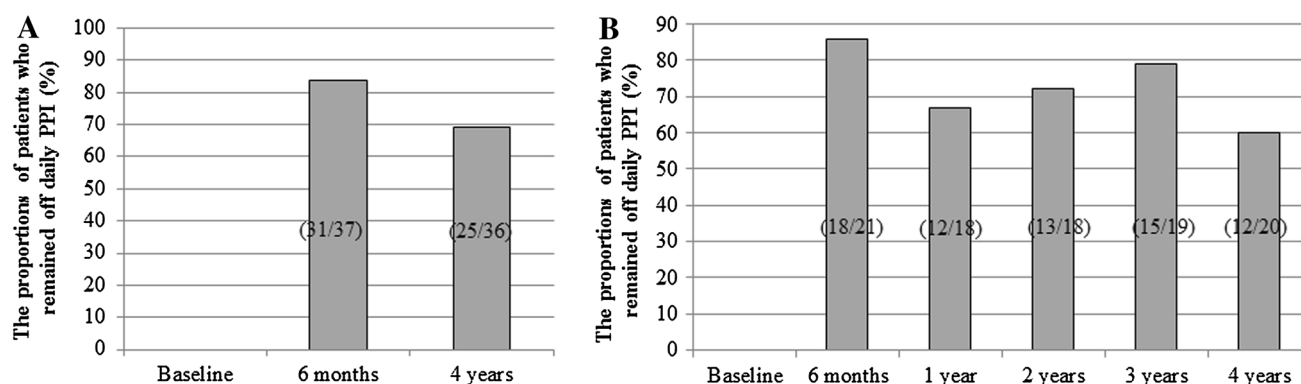 A
The proportions of patients who
remained off daily PPI (%)
100
90
80
70
60
50
40
30
20
10
0
(31/37)
(25/36)
Baseline
6 months
4 years
B
The proportions of patients who
remained off daily PPI (%)
90
80
70
60
50
40
30
20
10
0
(18/21)
(12/18)
(13/18)
(15/19)
(12/20)
Baseline
6 months
1 year
2 years
3 years
4 years